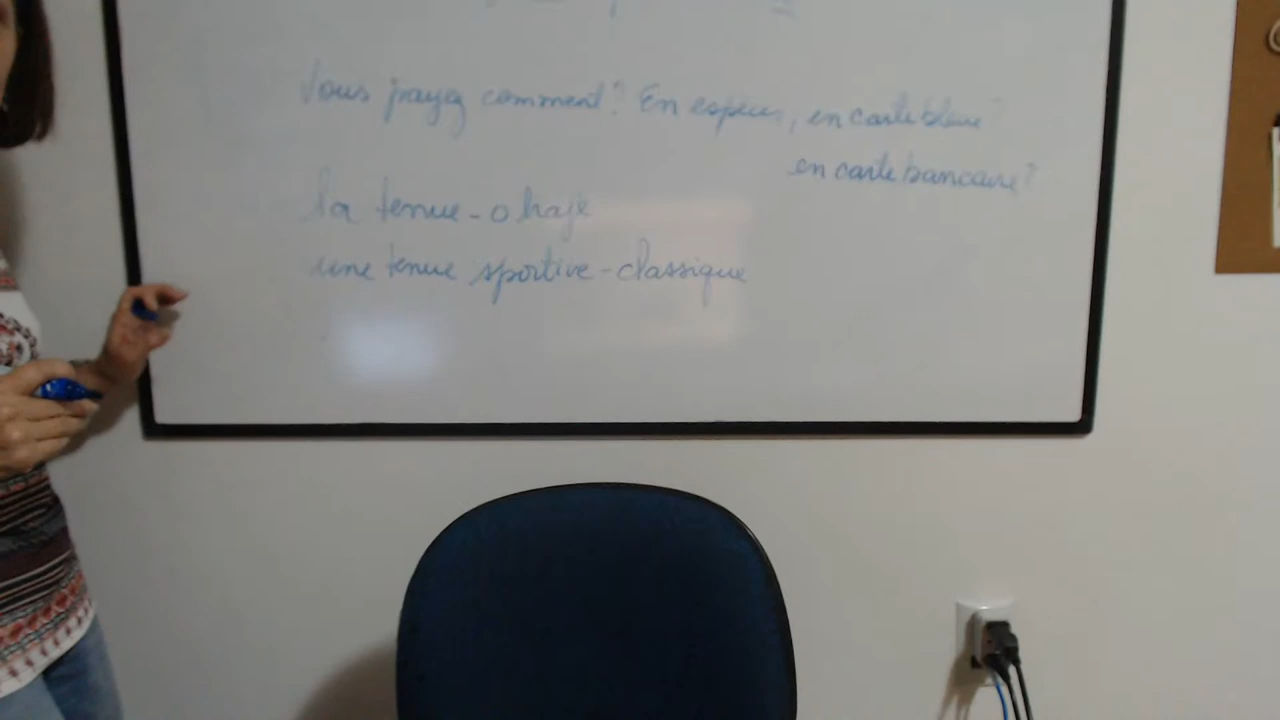 Vous payez comment? En espèces, en carte bleue?
en carte bancaire?
la tenue - o traje
une tenue sportive - classique